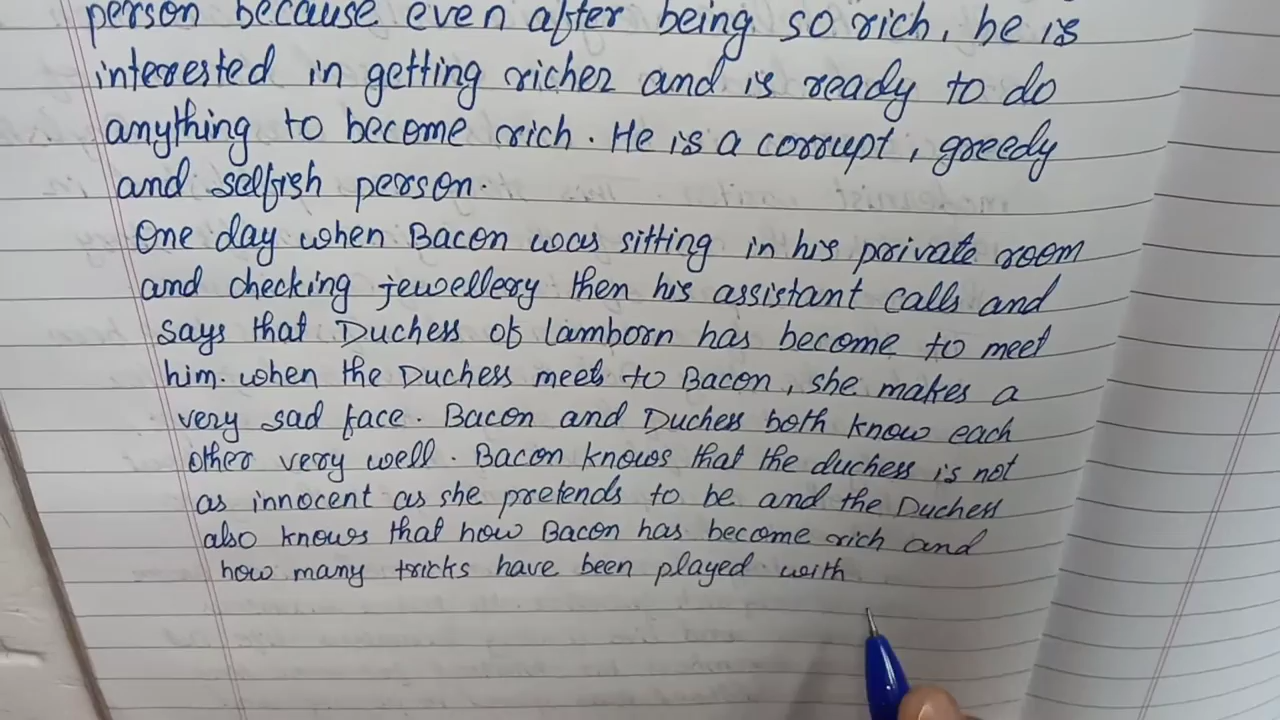 person because even after being so rich, he is
interested in getting richer and is ready to do
anything to become rich. He is a corrupt, greedy
and selfish person.
One day when Bacon was sitting in his private room
and checking jewellery then his assistant calls and
says that Duchess of Lamborn has become to meet
him. when the Duchess meets to Bacon, she makes a
very sad face. Bacon and Duchess both know each
other very well. Bacon knows that the duchess is not
as innocent as she pretends to be and the Duchess
also knows that how Bacon has become rich and
how many tricks have been played with